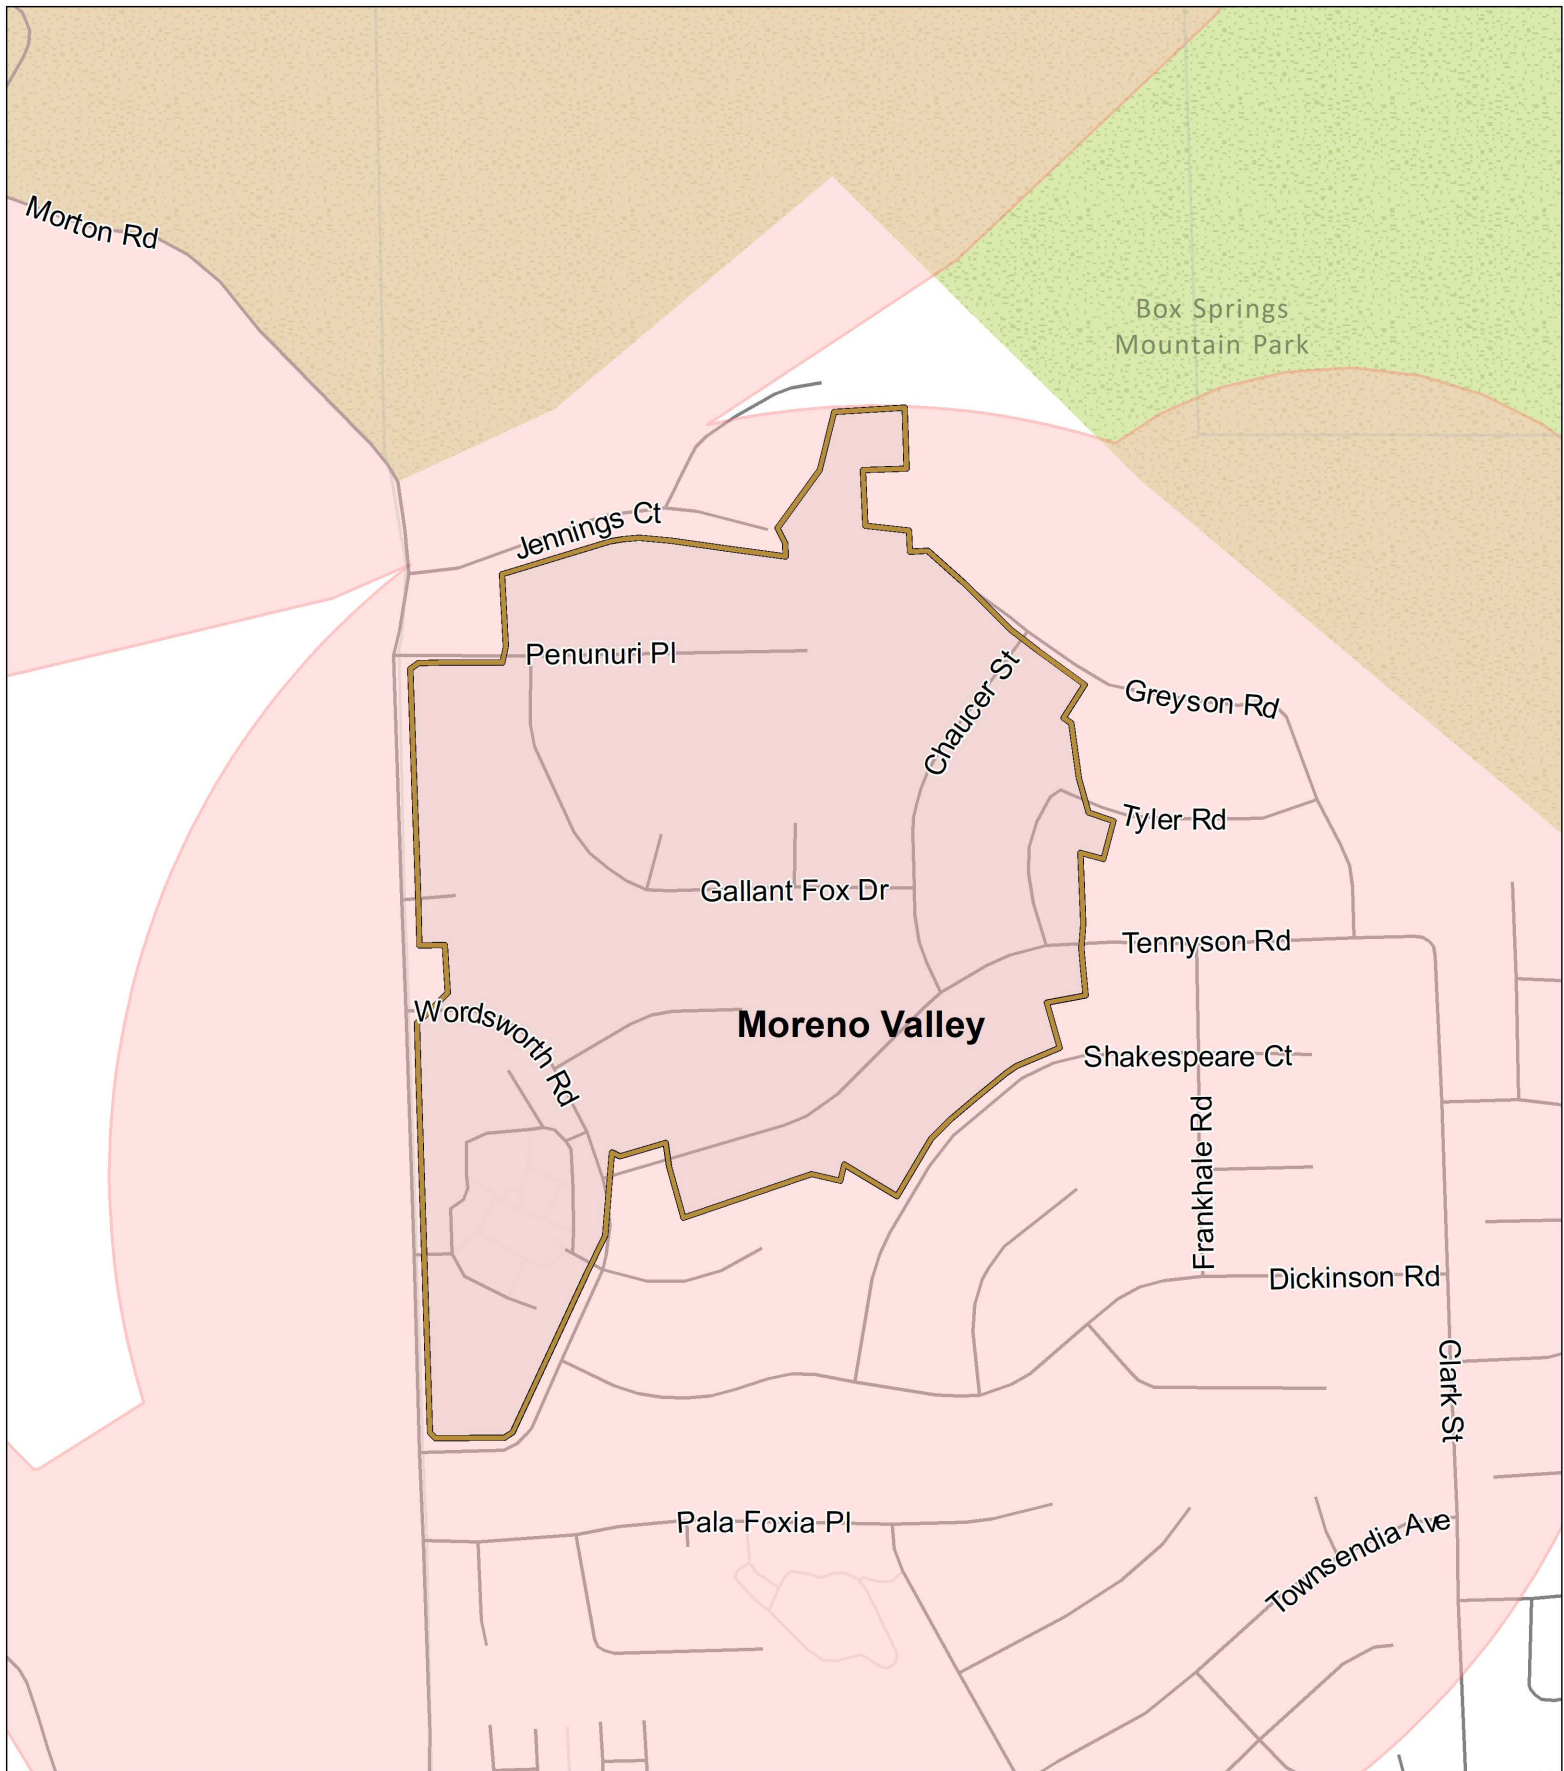 Morton Rd
Box Springs
Mountain Park
Jennings Ct
Penunuri Pl
Chaucer St
Greyson Rd
Tyler Rd
Gallant Fox Dr
Tennyson Rd
Wordsworth Rd
Moreno Valley
Shakespeare Ct
Frankhale Rd
Dickinson Rd
Clark St
Pala Foxia Pl
Townsendia Ave